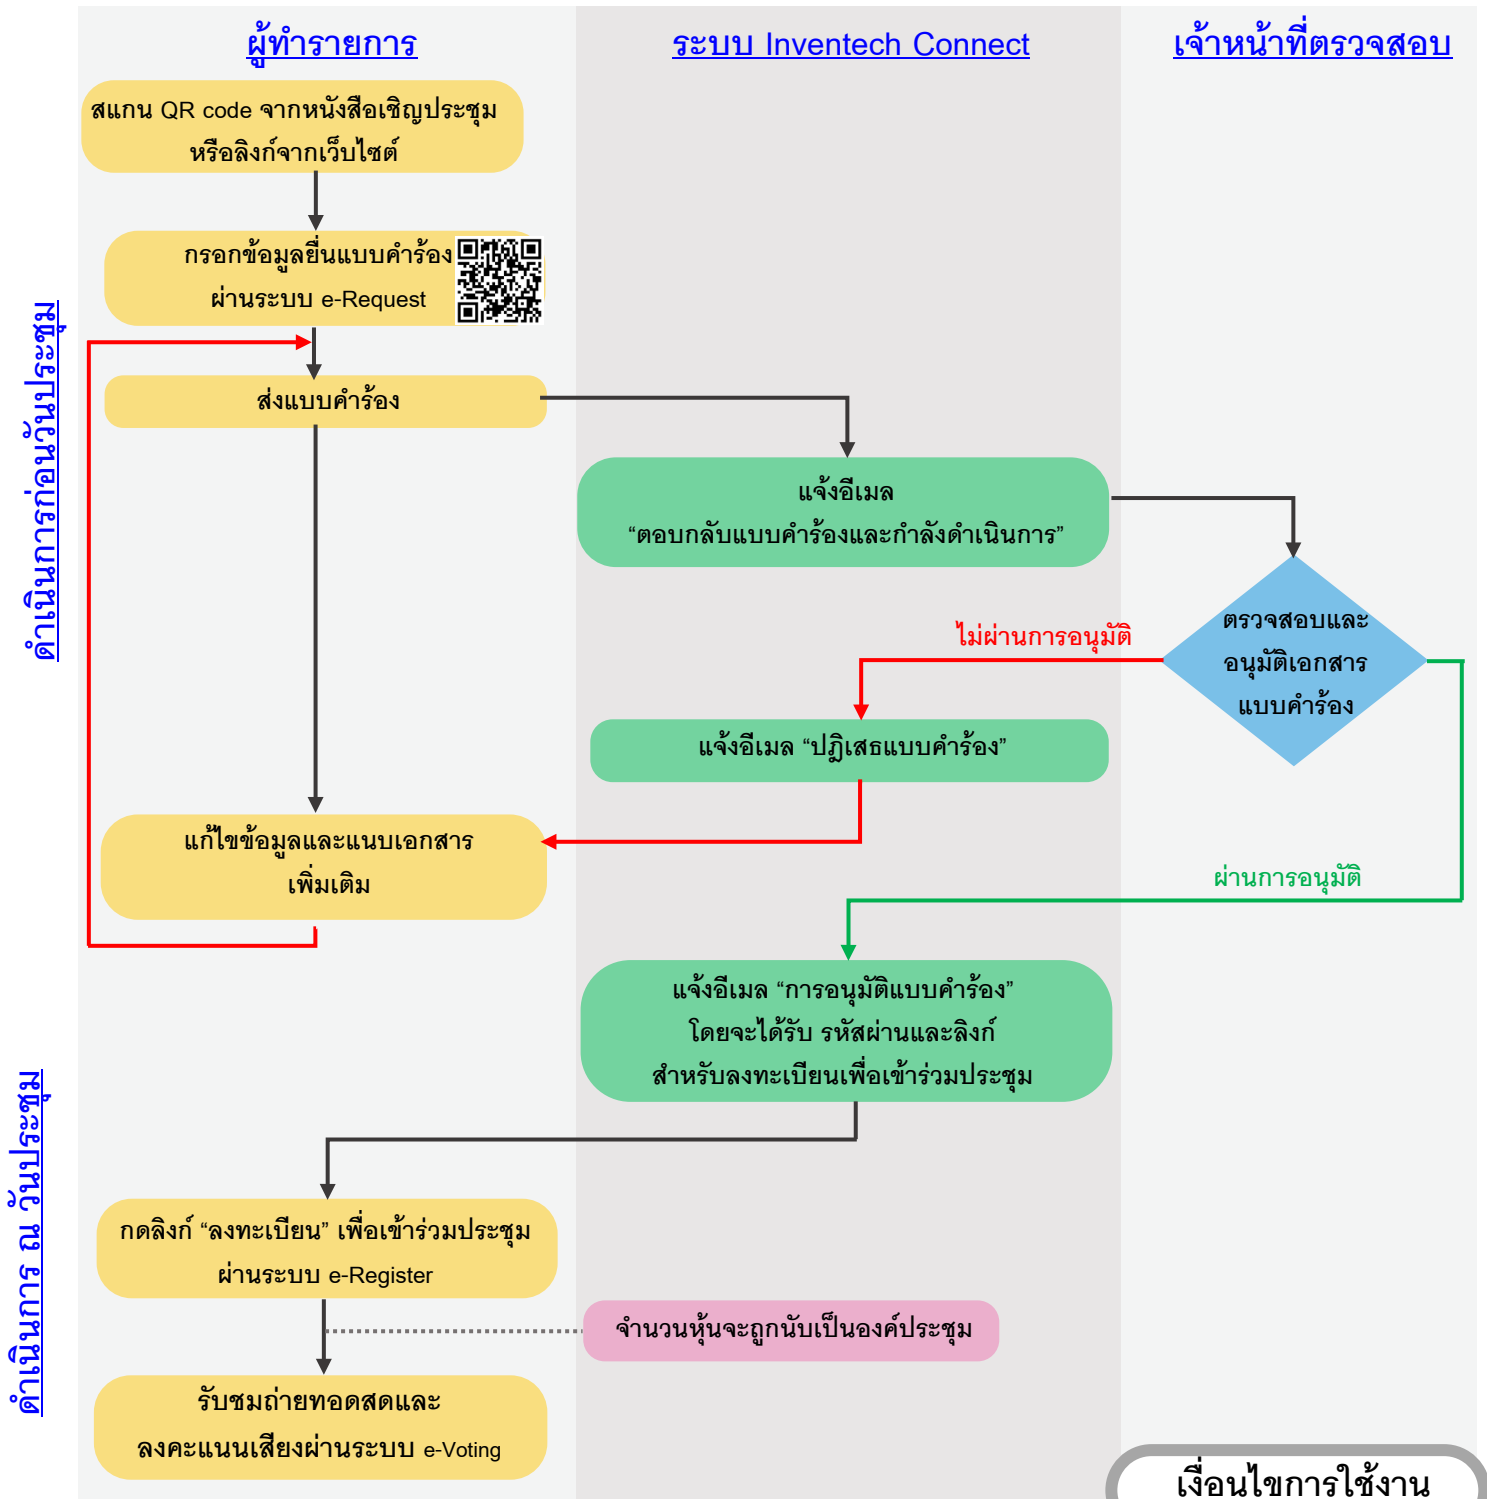 ผู้ทำรายการ
ระบบ Inventech Connect
เจ้าหน้าที่ตรวจสอบ
ดำเนินการก่อนวันประชุม
สแกน QR code จากหนังสือเชิญประชุม
หรือลิงก์จากเว็บไซต์
กรอกข้อมูลยื่นแบบคำร้อง
ผ่านระบบ e-Request
ส่งแบบคำร้อง
แจ้งอีเมล
“ตอบกลับแบบคำร้องและกำลังดำเนินการ”
ตรวจสอบและ
อนุมัติเอกสาร
แบบคำร้อง
ไม่ผ่านการอนุมัติ
แจ้งอีเมล “ปฏิเสธแบบคำร้อง”
แก้ไขข้อมูลและแนบเอกสาร
เพิ่มเติม
ผ่านการอนุมัติ
แจ้งอีเมล “การอนุมัติแบบคำร้อง”
โดยจะได้รับ รหัสผ่านและลิงก์
สำหรับลงทะเบียนเพื่อเข้าร่วมประชุม
ดำเนินการ ณ วันประชุม
กดลิงก์ “ลงทะเบียน” เพื่อเข้าร่วมประชุม
ผ่านระบบ e-Register
จำนวนหุ้นจะถูกนับเป็นองค์ประชุม
รับชมถ่ายทอดสดและ
ลงคะแนนเสียงผ่านระบบ e-Voting
เงื่อนไขการใช้งาน